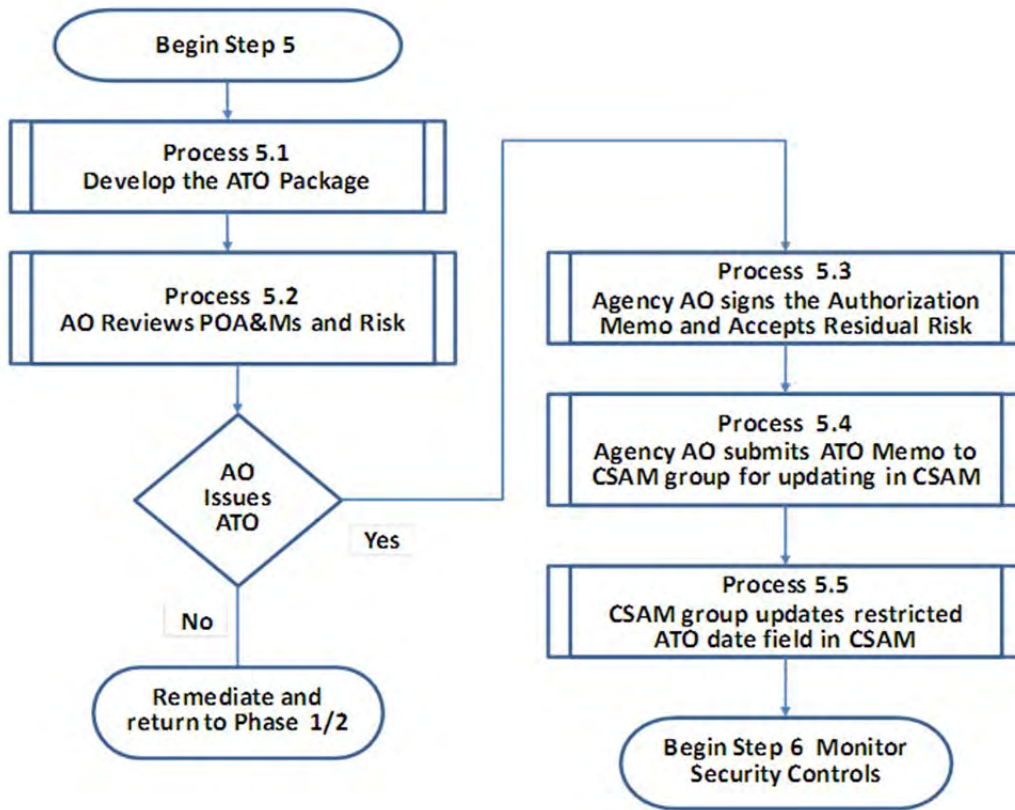 Begin Step 5
Process 5.1
Develop the ATO Package
Process 5.2
AO Reviews POA&Ms and Risk
AO
Issues
ATO
Yes
No
Remediate and
return to Phase 1/2
Process 5.3
Agency AO signs the Authorization
Memo and Accepts Residual Risk
Process 5.4
Agency AO submits ATO Memo to
CSAM group for updating in CSAM
Process 5.5
CSAM group updates restricted
ATO date field in CSAM
Begin Step 6 Monitor
Security Controls